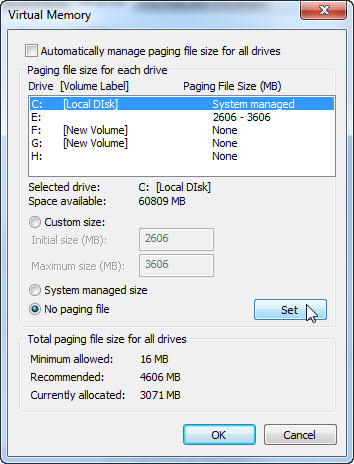 Virtual Memory
Automatically manage paging file size for all drives
Paging file size for each drive
Drive [Volume Label] Paging File Size (MB)
C: [Local DIsk] System managed
E: 2606 - 3606
F: [New Volume] None
G: [New Volume] None
H: None
Selected drive: C: [Local DIsk]
Space available: 60809 MB
Custom size:
Initial size (MB): 2606
Maximum size (MB): 3606
System managed size
No paging file
Set
Total paging file size for all drives
Minimum allowed: 16 MB
Recommended: 4606 MB
Currently allocated: 3071 MB
OK Cancel